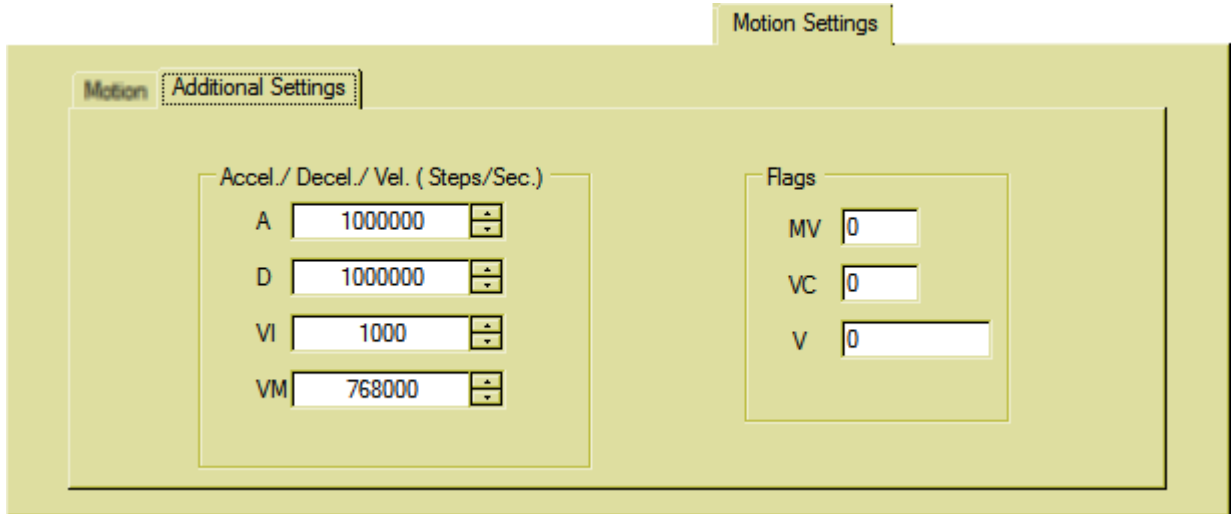 Motion Settings
Motion Additional Settings
Accel./ Decel./ Vel. ( Steps/Sec.)
A 1000000
D 1000000
VI 1000
VM 768000
Flags
MV 0
VC 0
V 0